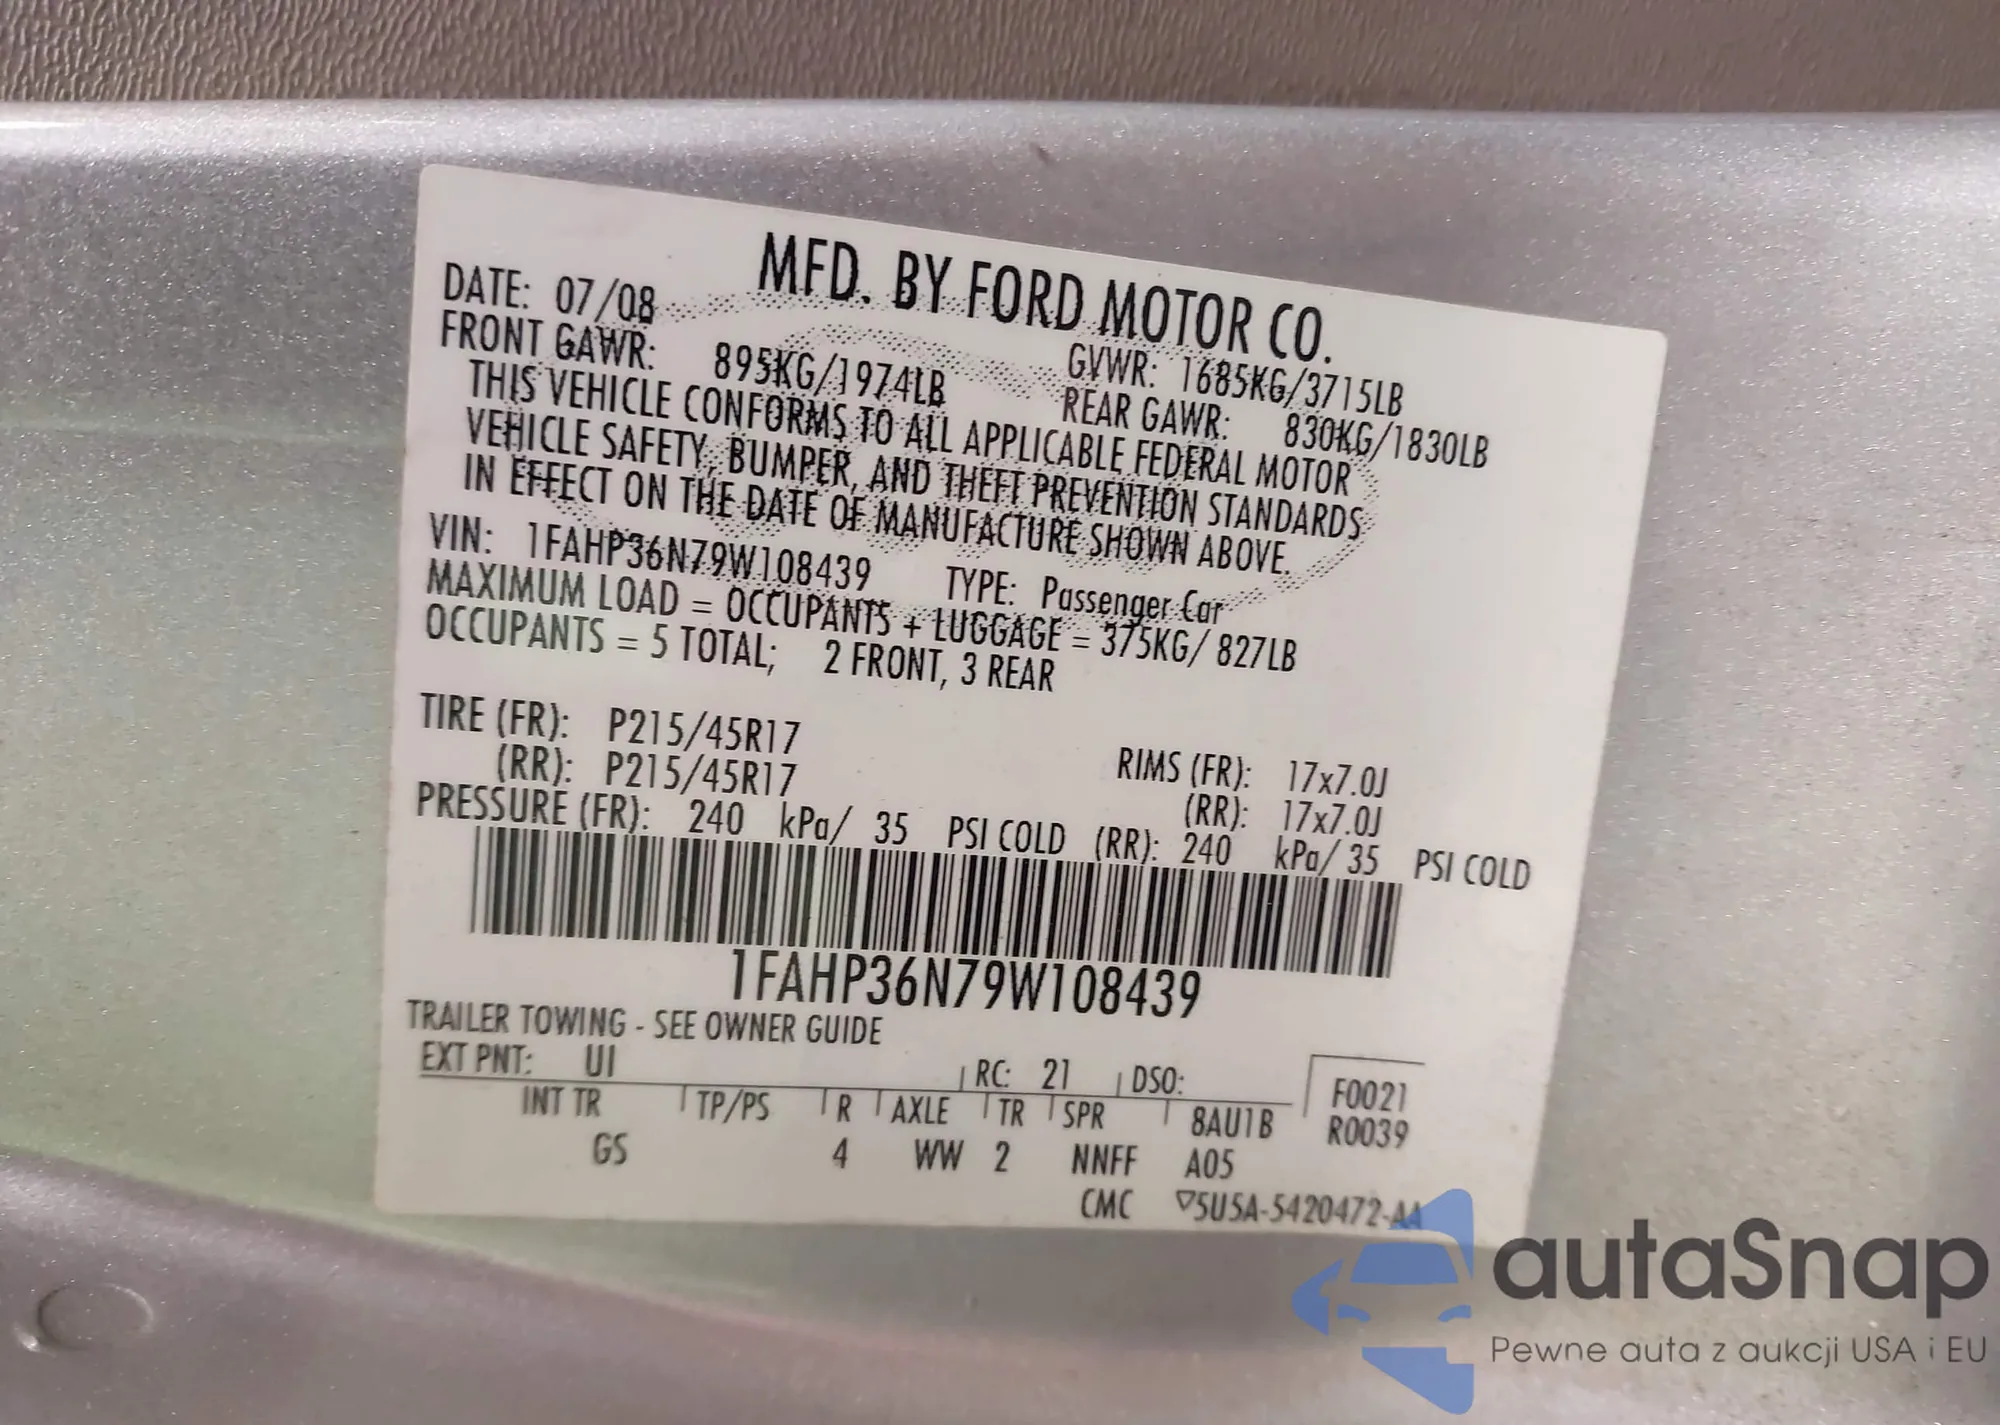 MFD. BY FORD MOTOR CO.
DATE: 07/08
GVWR: 1685KG/3715LB
FRONT GAWR: 895KG/1974LB
REAR GAWR: 830KG/1830LB
THIS VEHICLE CONFORMS TO ALL APPLICABLE FEDERAL MOTOR
VEHICLE SAFETY, BUMPER, AND THEFT PREVENTION STANDARDS
IN EFFECT ON THE DATE OF MANUFACTURE SHOWN ABOVE.
VIN: 1FAHP36N79W108439 TYPE: Passenger Car
MAXIMUM LOAD = OCCUPANTS + LUGGAGE = 375KG/ 827LB
OCCUPANTS = 5 TOTAL; 2 FRONT, 3 REAR
TIRE (FR): P215/45R17 RIMS (FR): 17x7.0J
(RR): P215/45R17 (RR): 17x7.0J
PRESSURE (FR): 240 kPa/ 35 PSI COLD (RR): 240 kPa/ 35 PSI COLD
1FAHP36N79W108439
TRAILER TOWING - SEE OWNER GUIDE
EXT PNT: UI RC: 21 DSO: F0021
INT TR TP/PS R AXLE TR SPR 8AU1B R0039
GS 4 WW 2 NNFF A05
CMC ▽5U5A-5420472-AA
autaSnap
Pewne auta z aukcji USA i EU